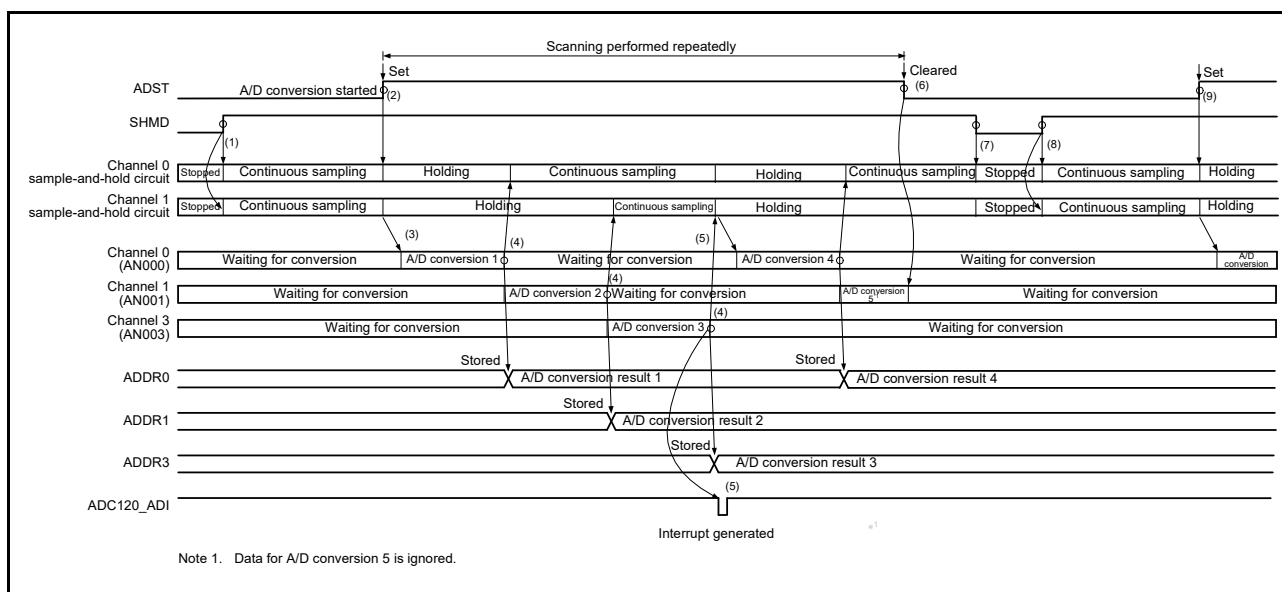 Scanning performed repeatedly
Set
Cleared
Set
ADST
A/D conversion started
(2)
(6)
(9)
SHMD
(1)
(7)
(8)
Channel 0
sample-and-hold circuit
Stopped
Continuous sampling
Holding
Continuous sampling
Holding
Continuous sampling
Stopped
Continuous sampling
Holding
Channel 1
sample-and-hold circuit
Stopped
Continuous sampling
Holding
Continuous sampling
Holding
Stopped
Continuous sampling
Holding
(3)
(4)
(5)
Channel 0
(AN000)
Waiting for conversion
A/D conversion 1
Waiting for conversion
A/D conversion 4
Waiting for conversion
A/D
conversion
(4)
Channel 1
(AN001)
Waiting for conversion
A/D conversion 2
Waiting for conversion
A/D conversion
5
Waiting for conversion
(4)
Channel 3
(AN003)
Waiting for conversion
A/D conversion 3
Waiting for conversion
Stored
Stored
ADDR0
A/D conversion result 1
A/D conversion result 4
Stored
ADDR1
A/D conversion result 2
Stored
ADDR3
A/D conversion result 3
(5)
ADC120_ADI
Interrupt generated
*1
Note 1. Data for A/D conversion 5 is ignored.